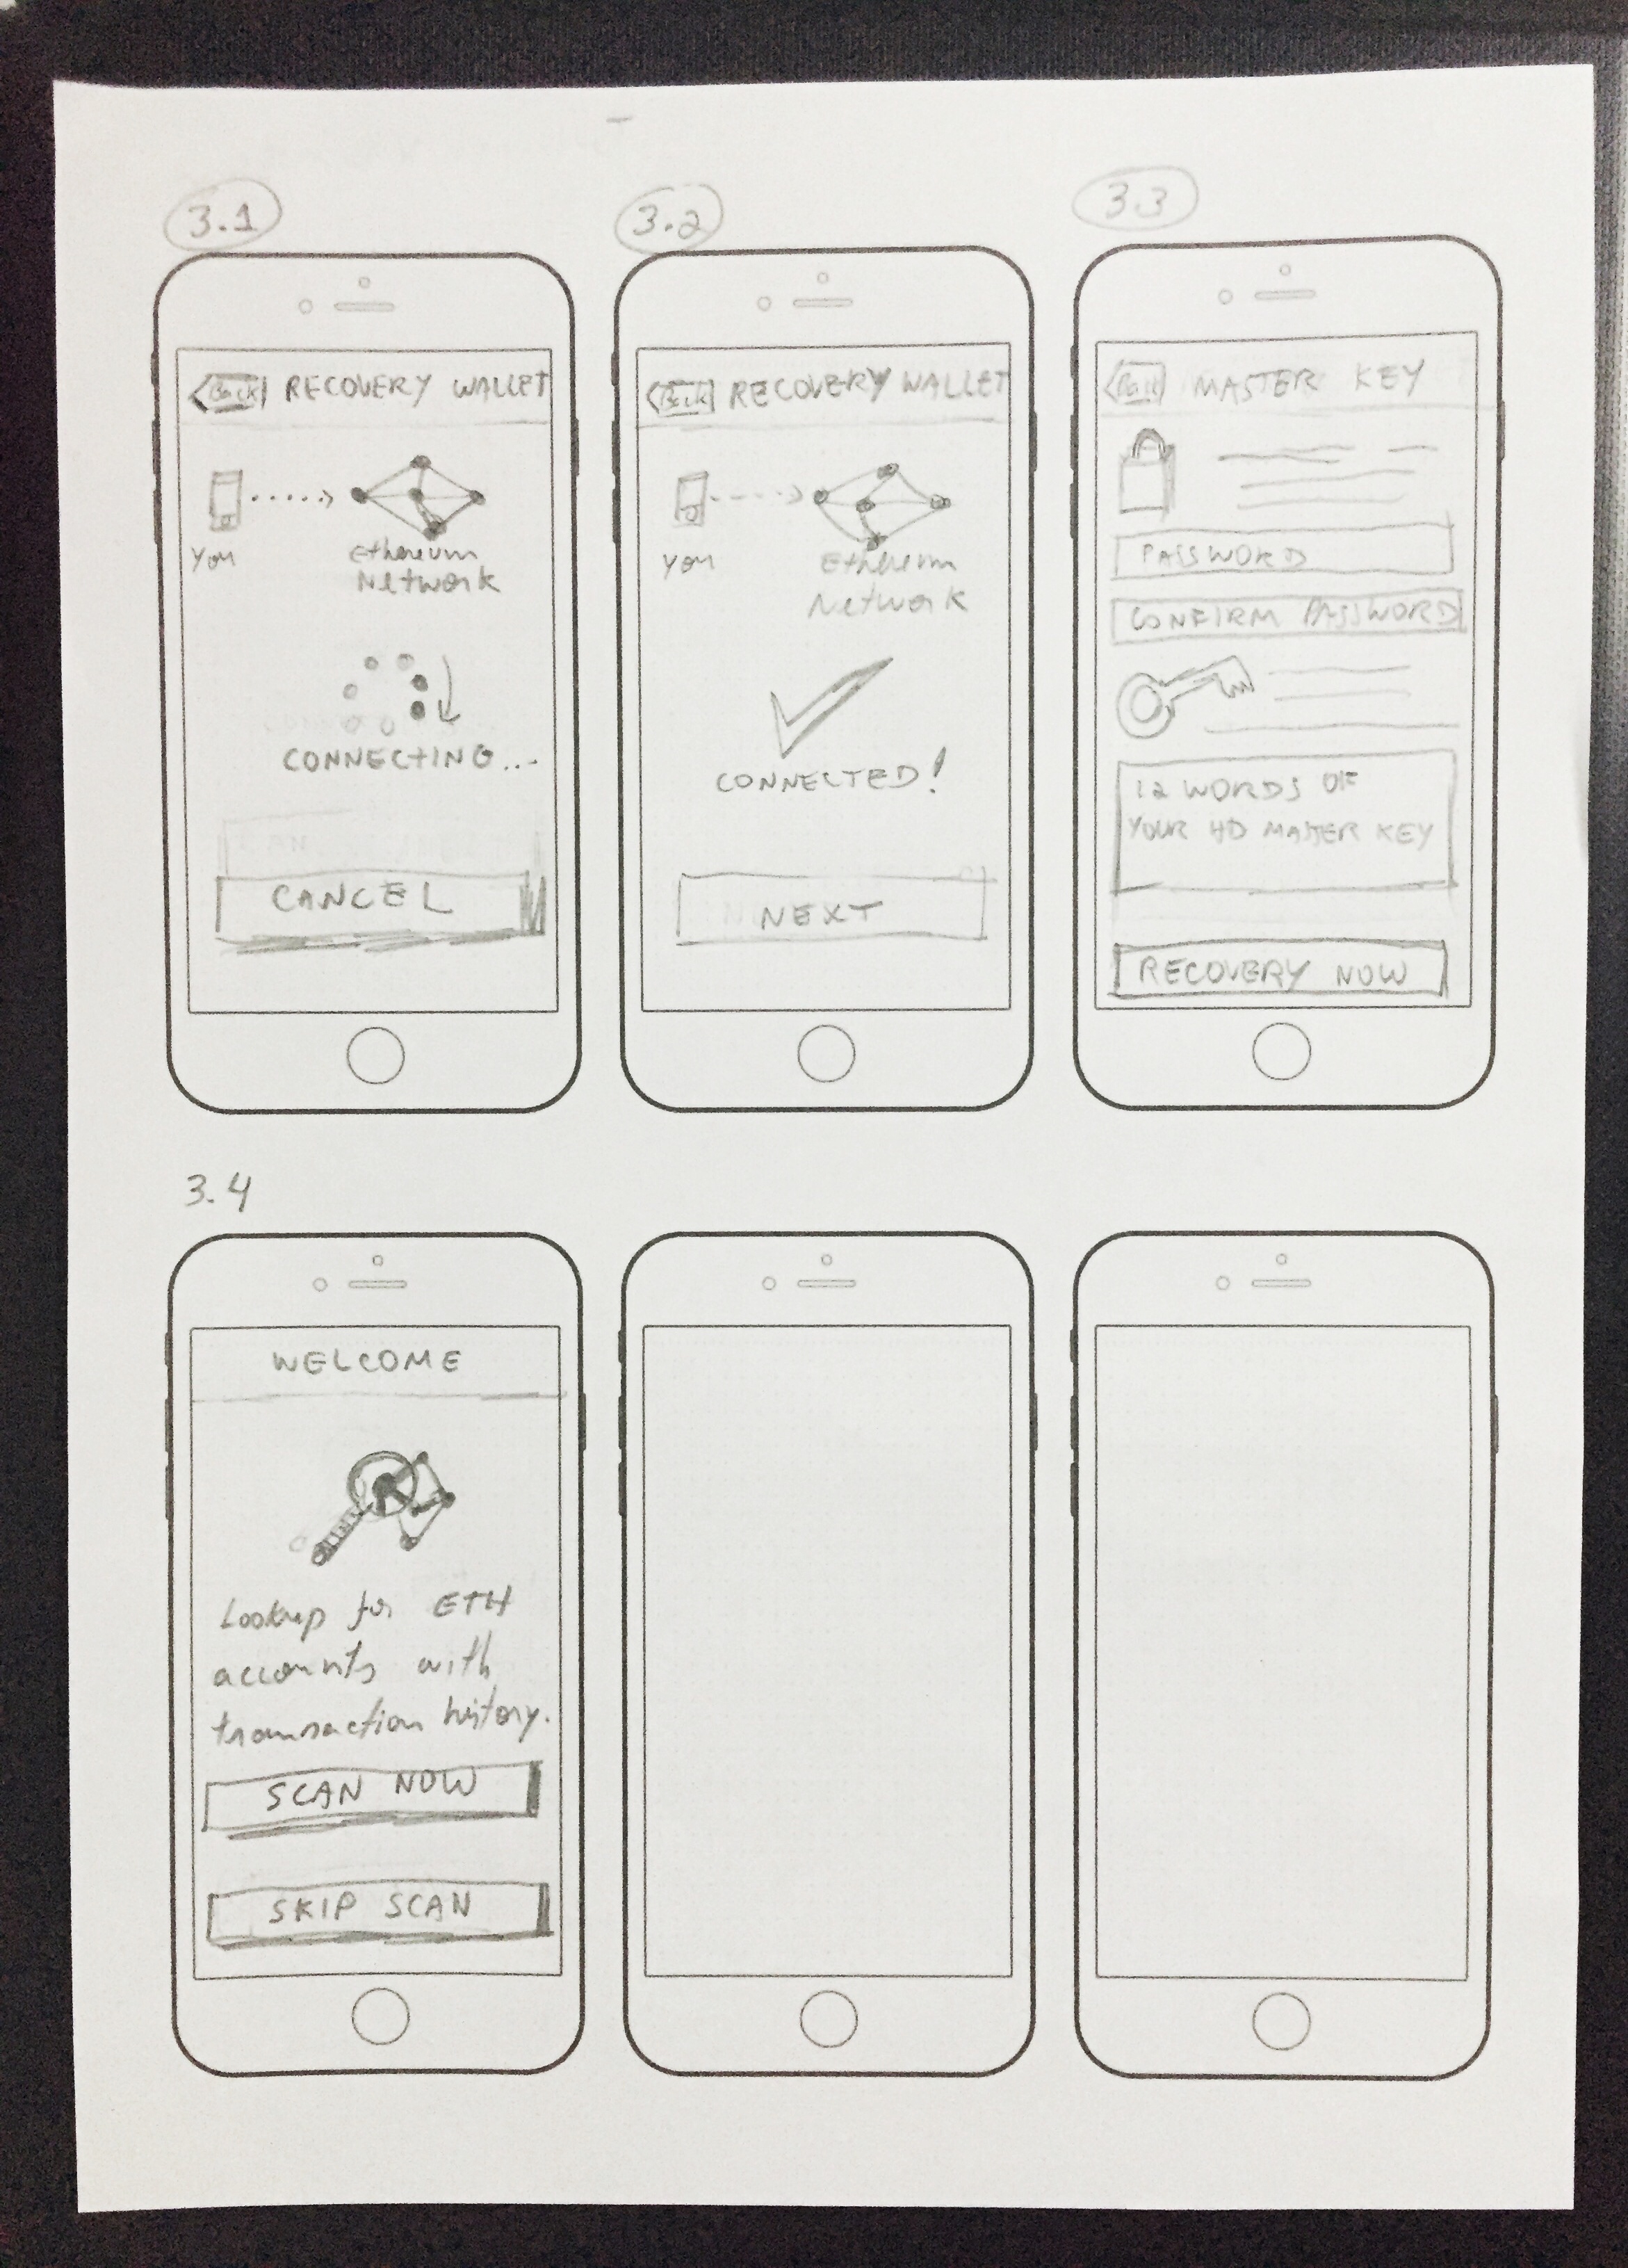 3.1
Back RECOVERY WALLET
You
Ethereum
Network
CONNECTING...
CANCEL
3.2
Back RECOVERY WALLET
You
Ethereum
Network
CONNECTED!
NEXT
3.3
Back MASTER KEY
PASSWORD
CONFIRM PASSWORD
12 WORDS OF
YOUR HD MASTER KEY
RECOVERY NOW
3.4
WELCOME
Lookup for ETH
accounts with
transaction history.
SCAN NOW
SKIP SCAN